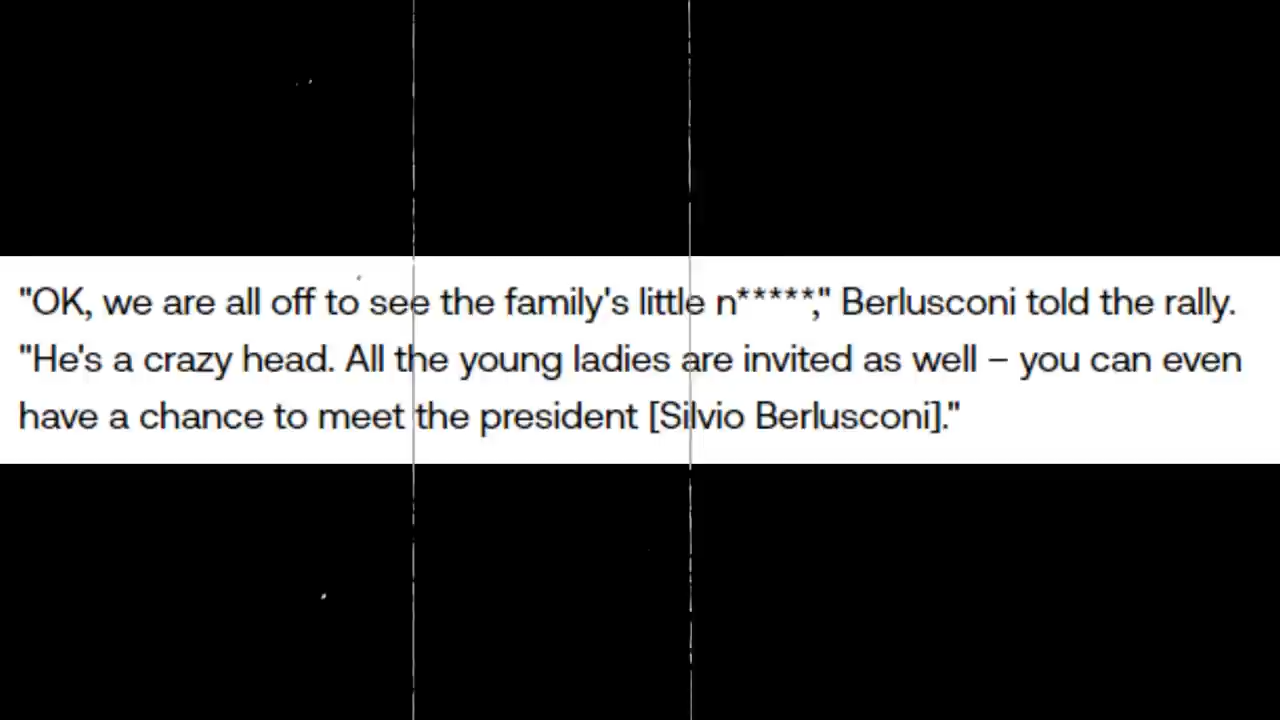 "OK, we are all off to see the family's little n*****," Berlusconi told the rally.
"He's a crazy head. All the young ladies are invited as well – you can even
have a chance to meet the president [Silvio Berlusconi]."